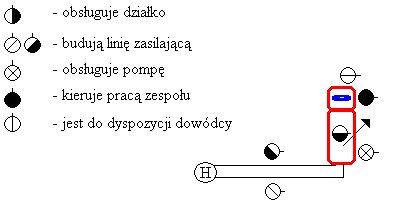 - obsługuje działko
- budują linię zasilającą
- obsługuje pompę
- kieruje pracą zespołu
- jest do dyspozycji dowódcy
H